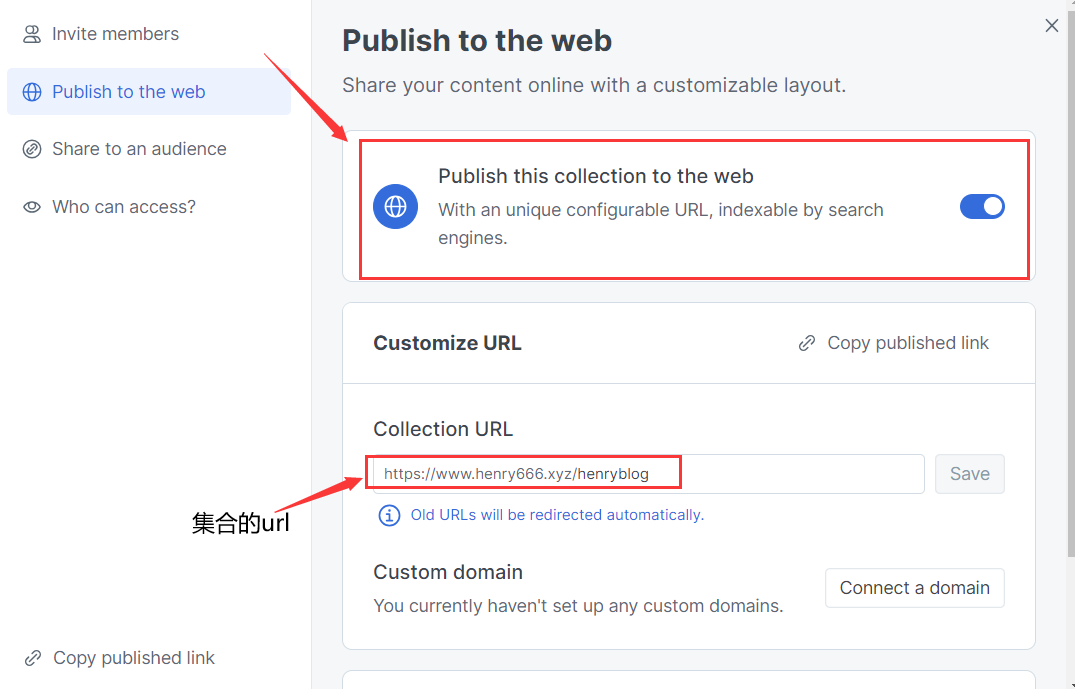 Invite members
Publish to the web
Share to an audience
Who can access?
Copy published link
Publish to the web
Share your content online with a customizable layout.
Publish this collection to the web
With an unique configurable URL, indexable by search
engines.
Customize URL
Copy published link
Collection URL
https://www.henry666.xyz/henryblog
Save
Old URLs will be redirected automatically.
集合的url
Custom domain
You currently haven't set up any custom domains.
Connect a domain